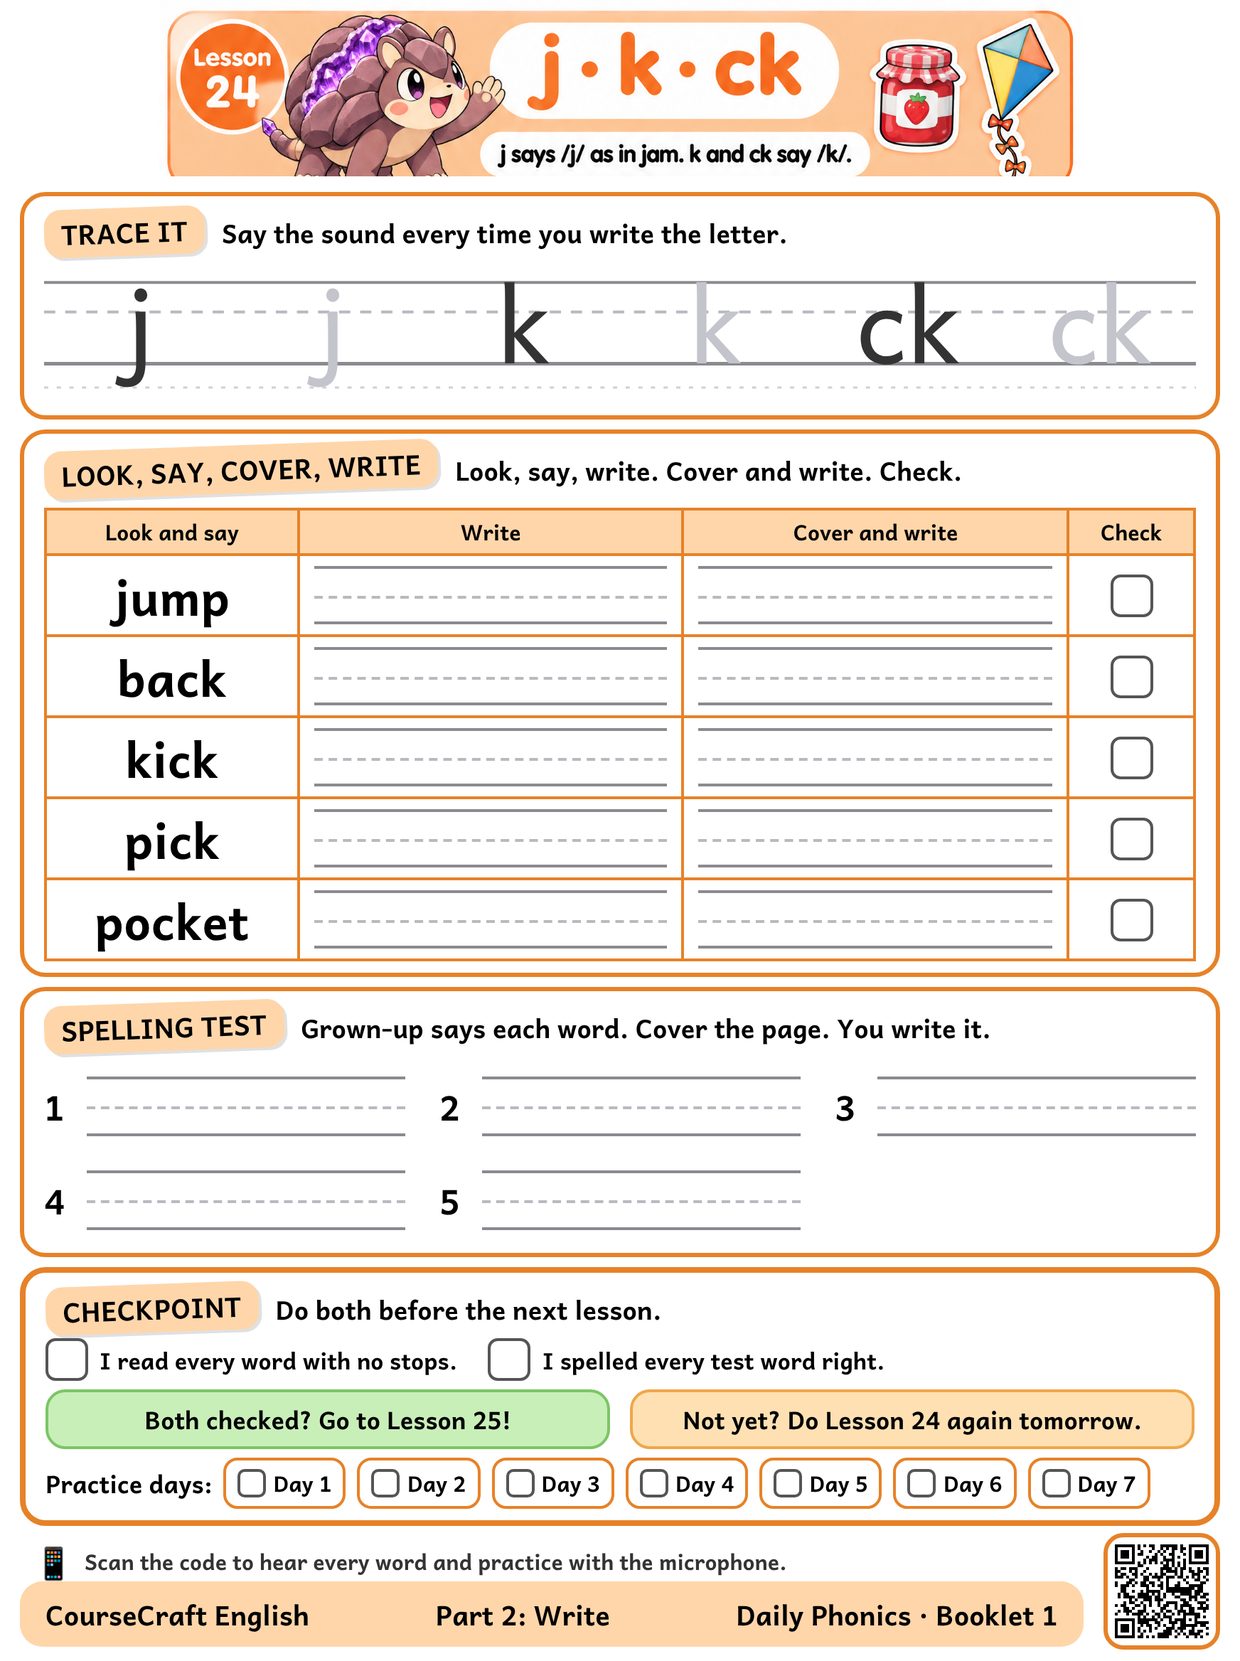 Lesson
24
j · k · ck
j says /j/ as in jam. k and ck say /k/.
TRACE IT Say the sound every time you write the letter.
j j k k ck ck
LOOK, SAY, COVER, WRITE Look, say, write. Cover and write. Check.
Look and say Write Cover and write Check
jump
back
kick
pick
pocket
SPELLING TEST Grown-up says each word. Cover the page. You write it.
1 2 3
4 5
CHECKPOINT Do both before the next lesson.
I read every word with no stops. I spelled every test word right.
Both checked? Go to Lesson 25! Not yet? Do Lesson 24 again tomorrow.
Practice days: Day 1 Day 2 Day 3 Day 4 Day 5 Day 6 Day 7
Scan the code to hear every word and practice with the microphone.
CourseCraft English Part 2: Write Daily Phonics · Booklet 1